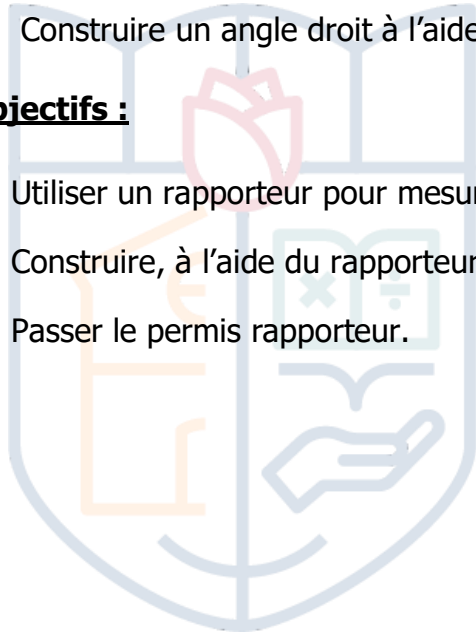 Construire un angle droit à l’aide
bjectifs :
Utiliser un rapporteur pour mesur
Construire, à l’aide du rapporteur
Passer le permis rapporteur.